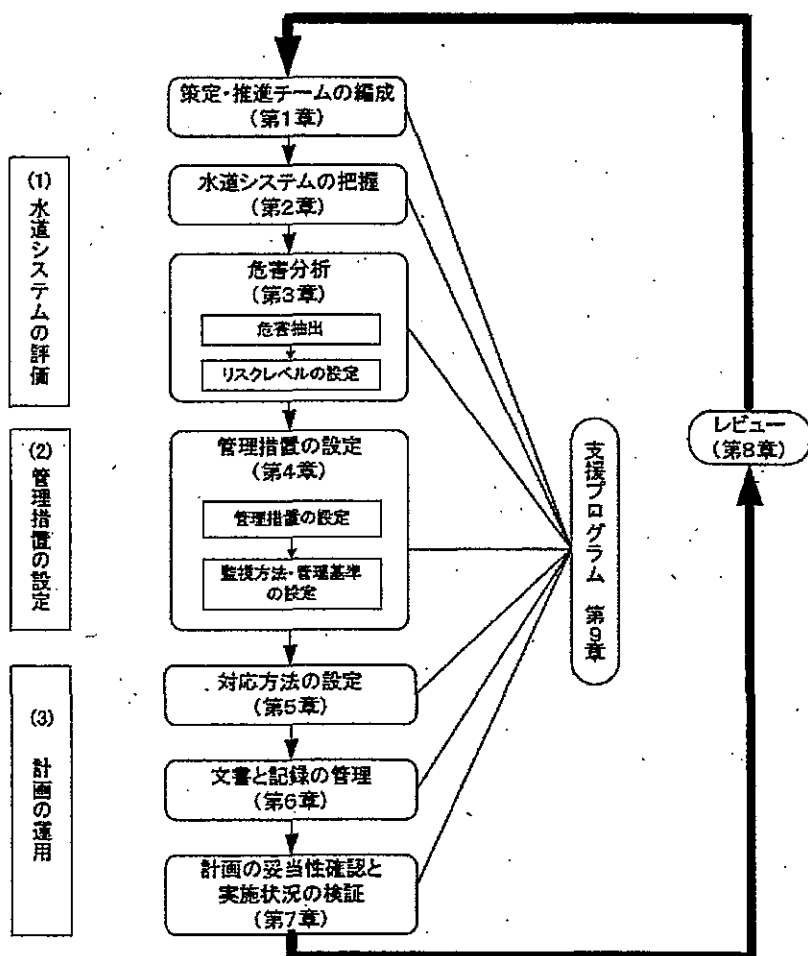 策定・推進チームの編成
(第1章)
(1) 水道システムの評価
水道システムの把握
(第2章)
危害分析
(第3章)
危害抽出
リスクレベルの設定
(2) 管理措置の設定
管理措置の設定
(第4章)
管理措置の設定
監視方法・管理基準
の設定
(3) 計画の運用
対応方法の設定
(第5章)
文書と記録の管理
(第6章)
計画の妥当性確認と
実施状況の検証
(第7章)
支援プログラム 第9章
レビュー
(第8章)